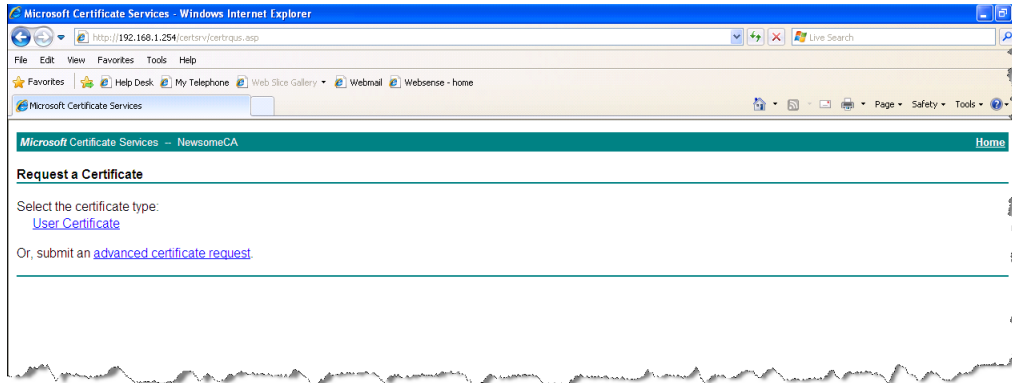 Microsoft Certificate Services - Windows Internet Explorer
http://192.168.1.254/certsrv/certrqus.asp
Live Search
File Edit View Favorites Tools Help
Favorites Help Desk My Telephone Web Slice Gallery Webmail Websense - home
Microsoft Certificate Services
Page Safety Tools
Microsoft Certificate Services -- NewsomeCA Home
Request a Certificate
Select the certificate type:
User Certificate
Or, submit an advanced certificate request.